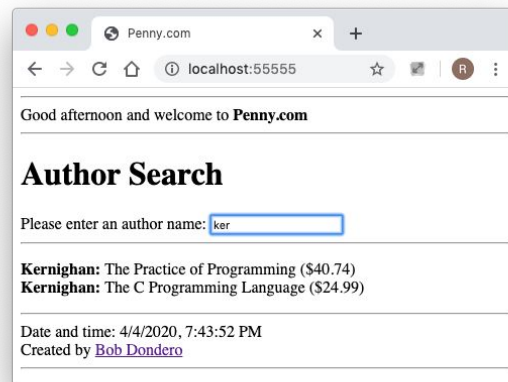 Penny.com
localhost:55555
R
Good afternoon and welcome to Penny.com
Author Search
Please enter an author name: ker
Kernighan: The Practice of Programming ($40.74)
Kernighan: The C Programming Language ($24.99)
Date and time: 4/4/2020, 7:43:52 PM
Created by Bob Dondero